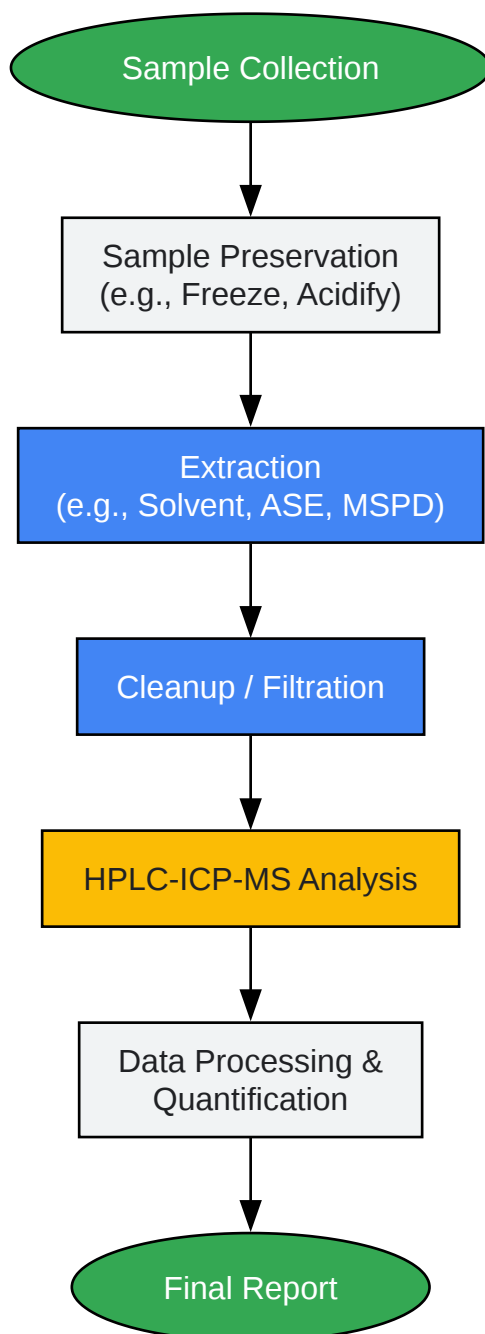 Sample Collection
Sample Preservation
(e.g., Freeze, Acidify)
Extraction
(e.g., Solvent, ASE, MSPD)
Cleanup / Filtration
HPLC-ICP-MS Analysis
Data Processing &
Quantification
Final Report